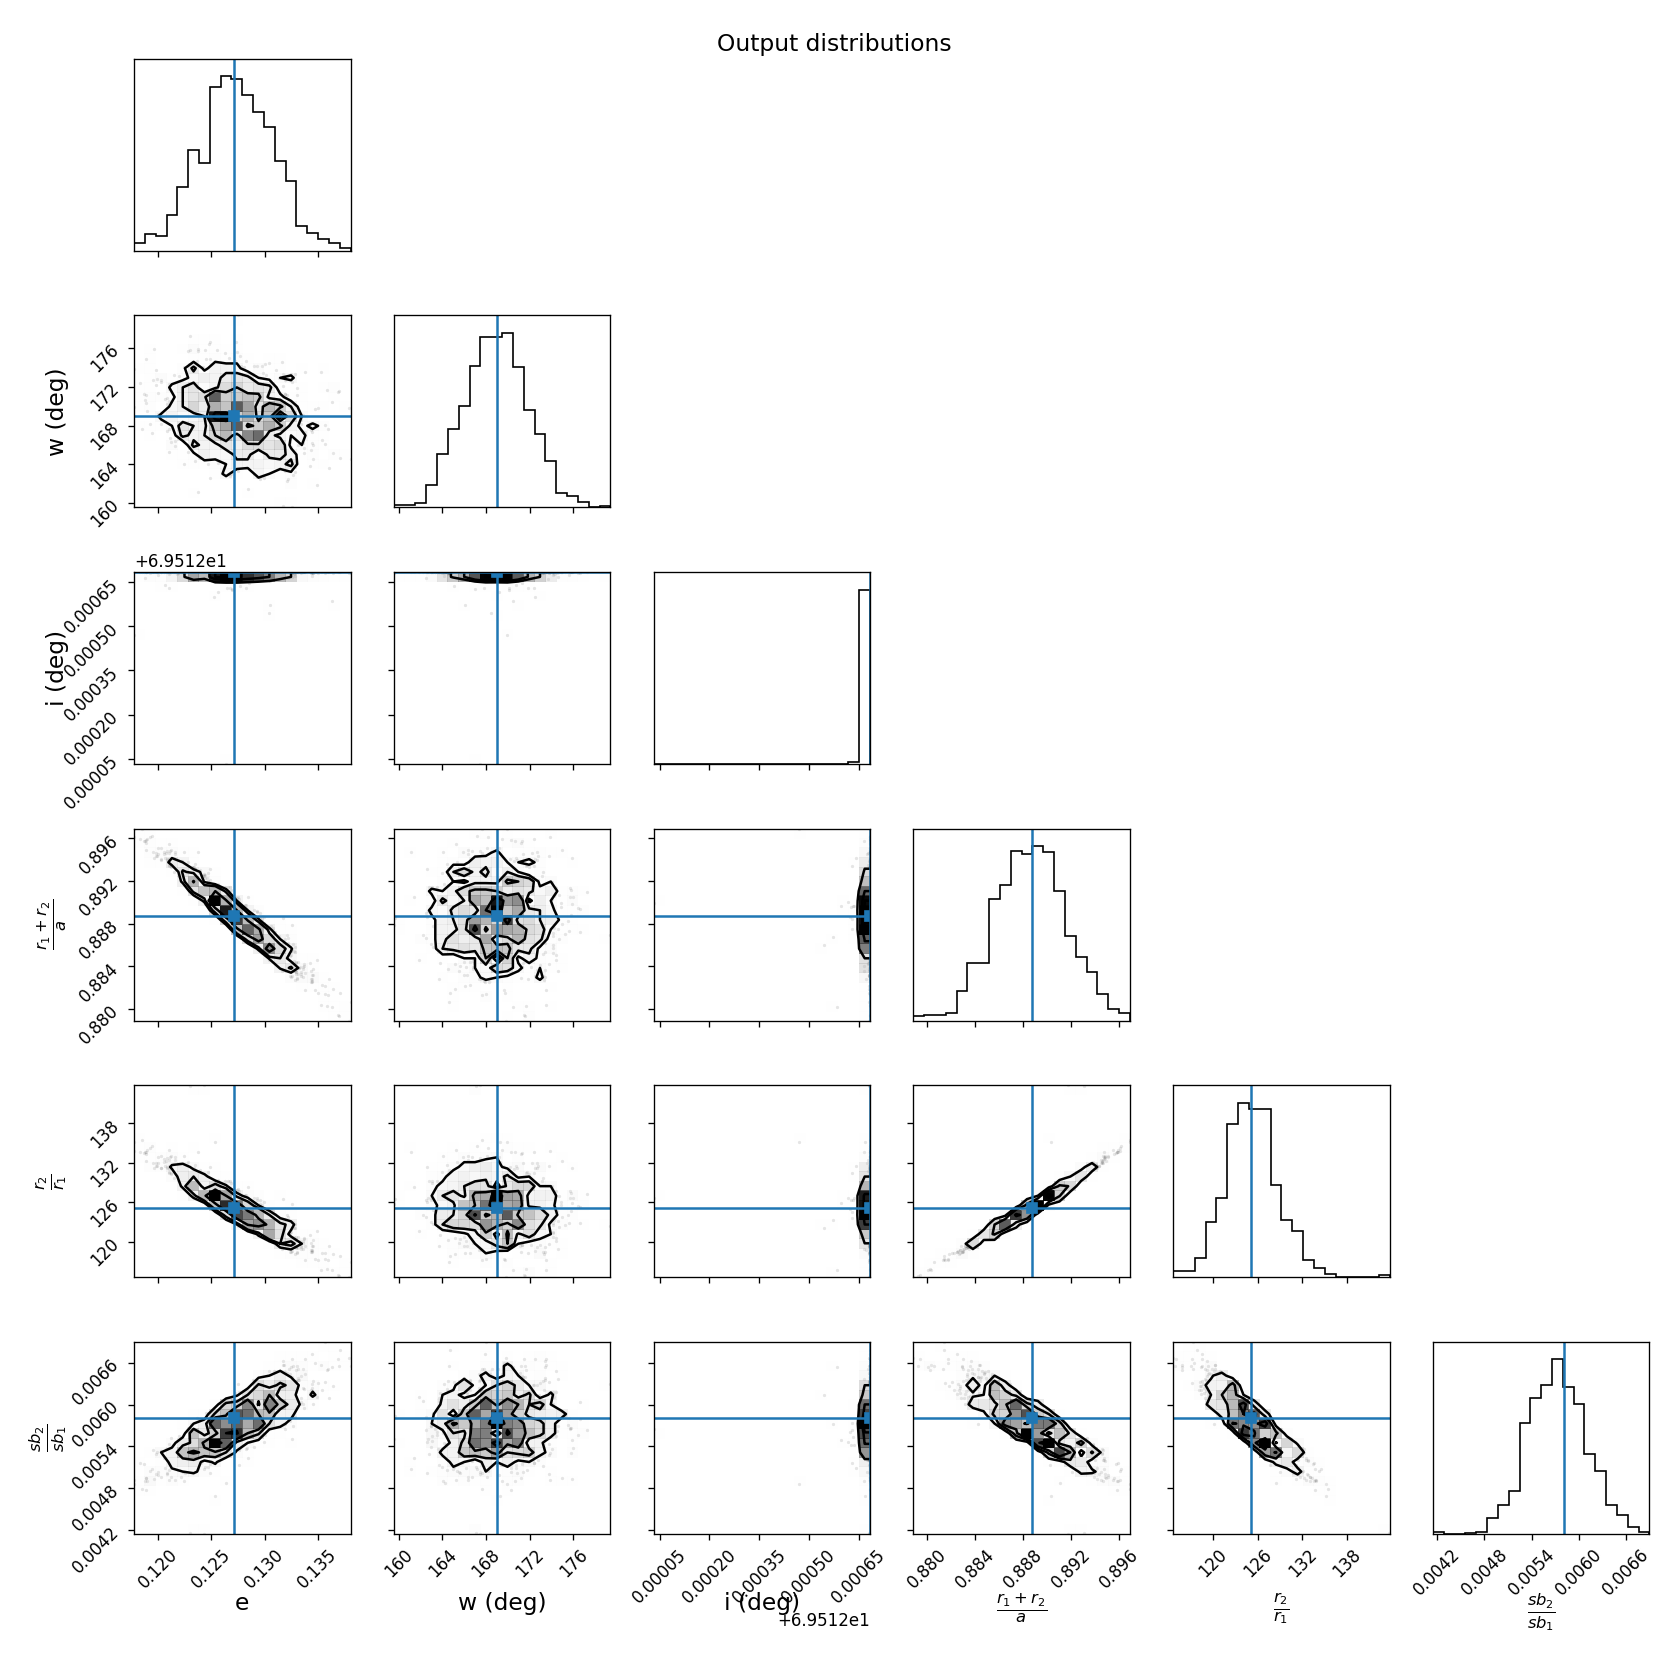 Output distributions
w (deg)
176
172
168
164
160
+6.9512e1
i (deg)
0.00065
0.00050
0.00035
0.00020
0.00005
r₁ + r₂
a
0.896
0.892
0.888
0.884
0.880
r₂
r₁
138
132
126
120
sb₂
sb₁
0.0066
0.0060
0.0054
0.0048
0.0042
0.120 0.125 0.130 0.135
e
160 164 168 172 176
w (deg)
0.00005 0.00020 0.00035 0.00050 0.00065
i (deg)
+6.9512e1
0.880 0.884 0.888 0.892 0.896
r₁ + r₂
a
120 126 132 138
r₂
r₁
0.0042 0.0048 0.0054 0.0060 0.0066
sb₂
sb₁